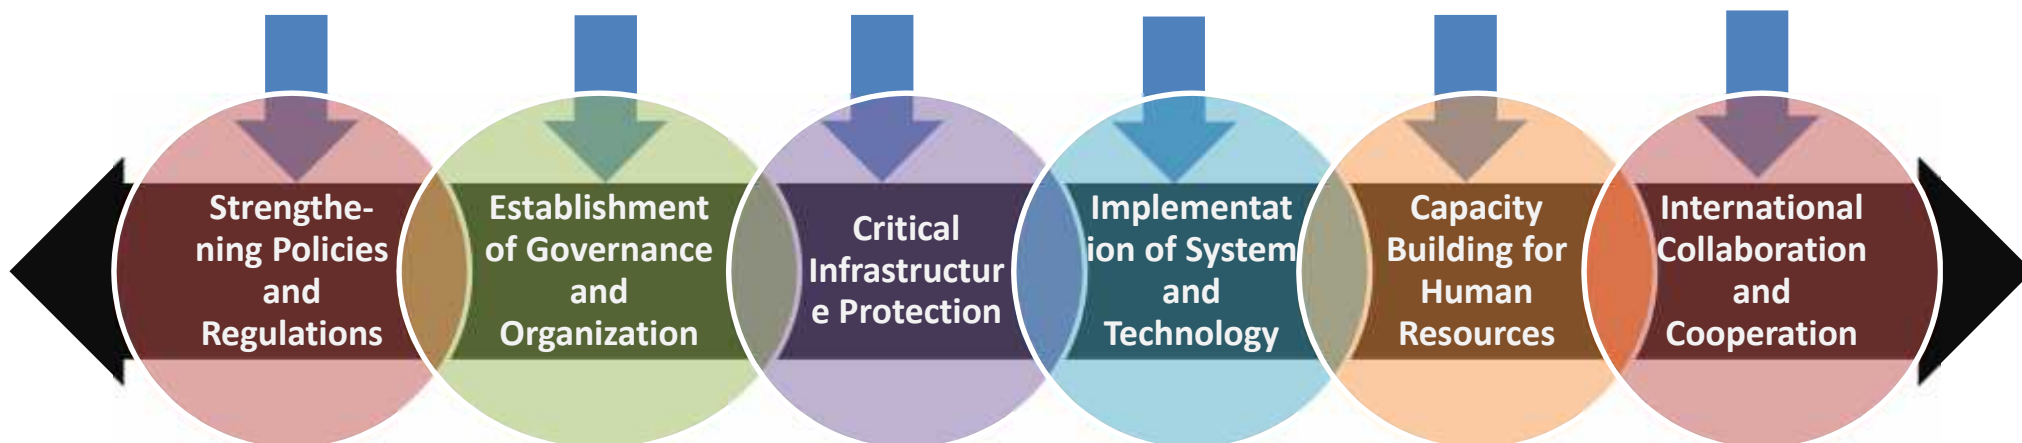 Strengthe-
ning Policies
and
Regulations
Establishment
of Governance
and
Organization
Critical
Infrastructur
e Protection
Implementat
ion of System
and
Technology
Capacity
Building for
Human
Resources
International
Collaboration
and
Cooperation